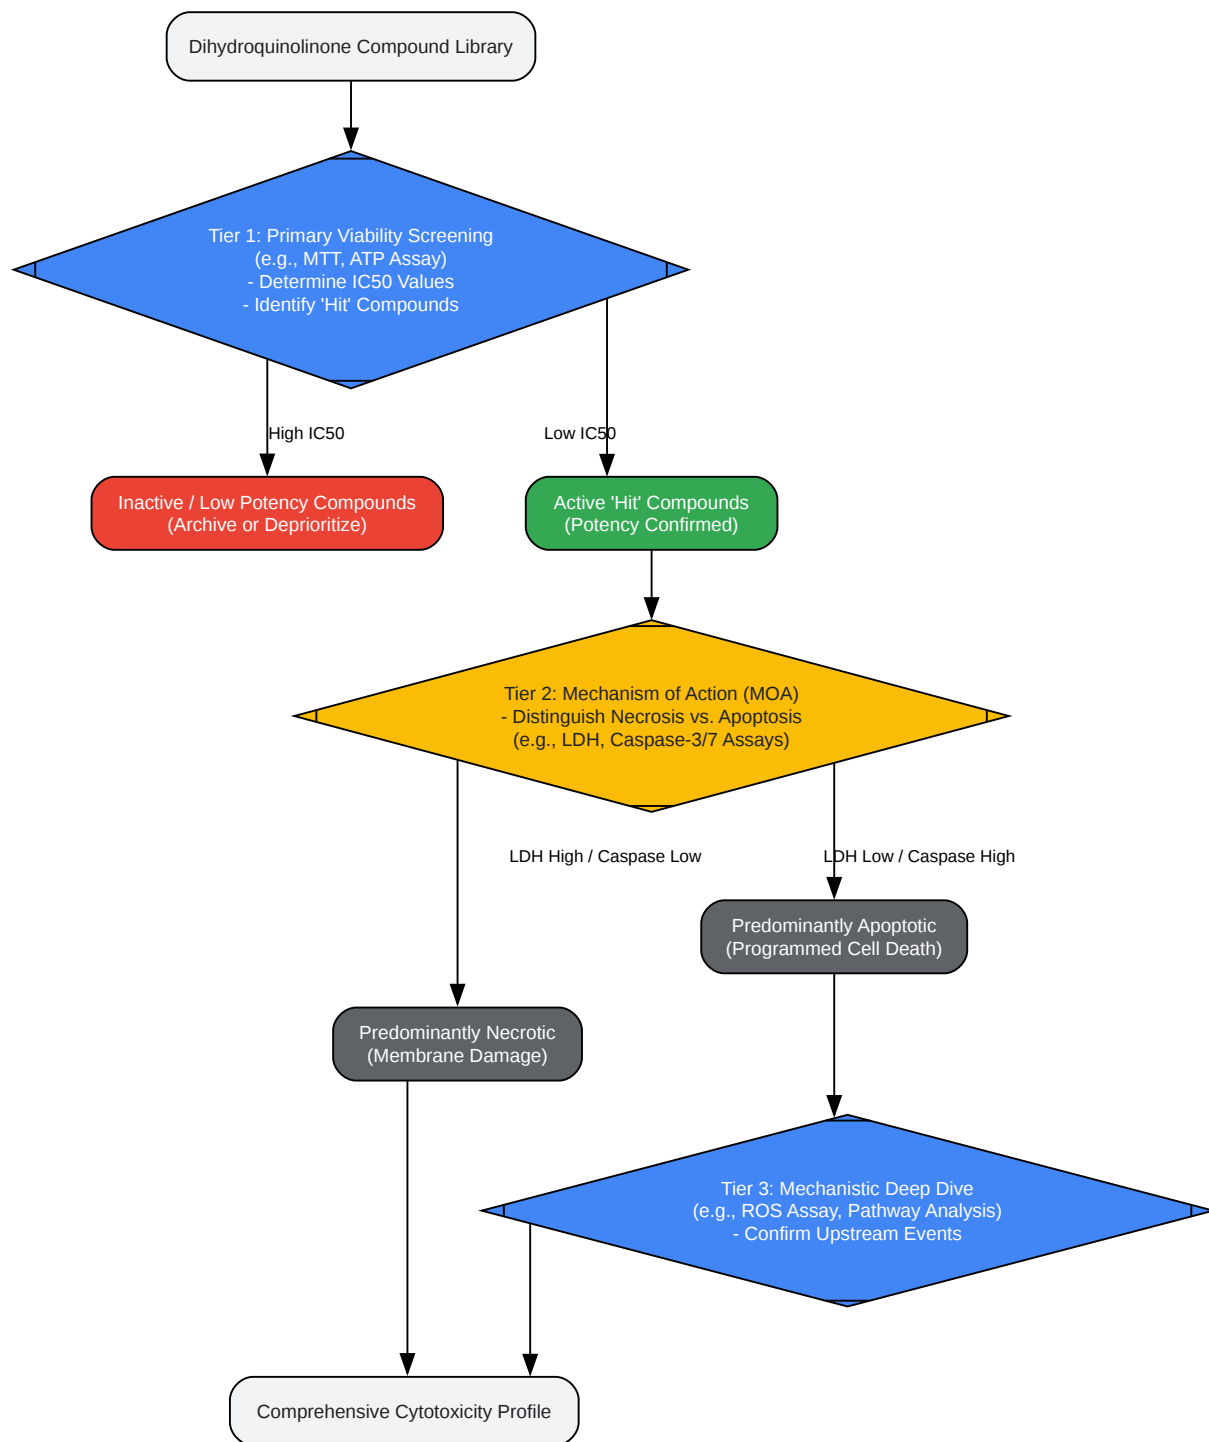 Dihydroquinolinone Compound Library
Tier 1: Primary Viability Screening
(e.g., MTT, ATP Assay)
- Determine IC50 Values
- Identify 'Hit' Compounds
High IC50
Low IC50
Inactive / Low Potency Compounds
(Archive or Deprioritize)
Active 'Hit' Compounds
(Potency Confirmed)
Tier 2: Mechanism of Action (MOA)
- Distinguish Necrosis vs. Apoptosis
(e.g., LDH, Caspase-3/7 Assays)
LDH High / Caspase Low
LDH Low / Caspase High
Predominantly Apoptotic
(Programmed Cell Death)
Predominantly Necrotic
(Membrane Damage)
Tier 3: Mechanistic Deep Dive
(e.g., ROS Assay, Pathway Analysis)
- Confirm Upstream Events
Comprehensive Cytotoxicity Profile